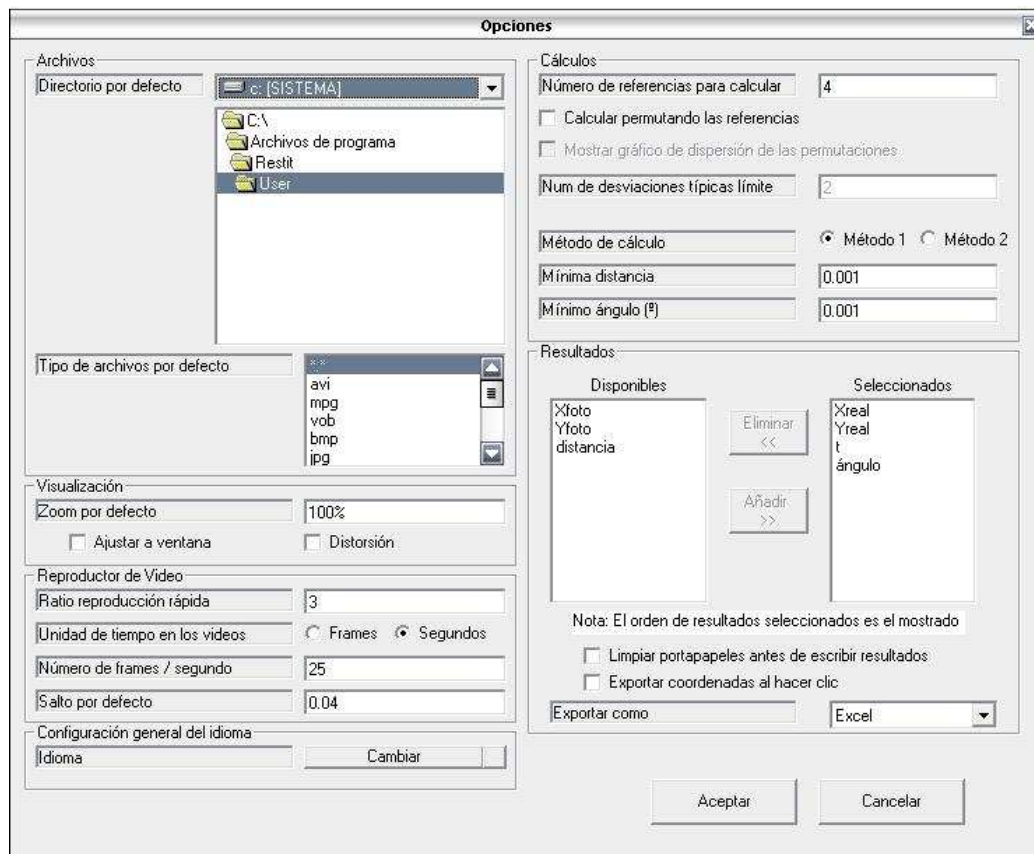 Opciones
Archivos
Directorio por defecto
c: [SISTEMA]
C:\
Archivos de programa
Restit
User
Tipo de archivos por defecto
*.*
avi
mpg
vob
bmp
jpg
Visualización
Zoom por defecto
100%
Ajustar a ventana
Distorsión
Reproductor de Video
Ratio reproducción rápida
3
Unidad de tiempo en los videos
Frames
Segundos
Número de frames / segundo
25
Salto por defecto
0.04
Configuración general del idioma
Idioma
Cambiar
Cálculos
Número de referencias para calcular
4
Calcular permutando las referencias
Mostrar gráfico de dispersión de las permutaciones
Num de desviaciones típicas límite
2
Método de cálculo
Método 1
Método 2
Mínima distancia
0.001
Mínimo ángulo (º)
0.001
Resultados
Disponibles
Xfoto
Yfoto
distancia
Eliminar
<<
Añadir
>>
Seleccionados
Xreal
Yreal
t
ángulo
Nota: El orden de resultados seleccionados es el mostrado
Limpiar portapapeles antes de escribir resultados
Exportar coordenadas al hacer clic
Exportar como
Excel
Aceptar
Cancelar